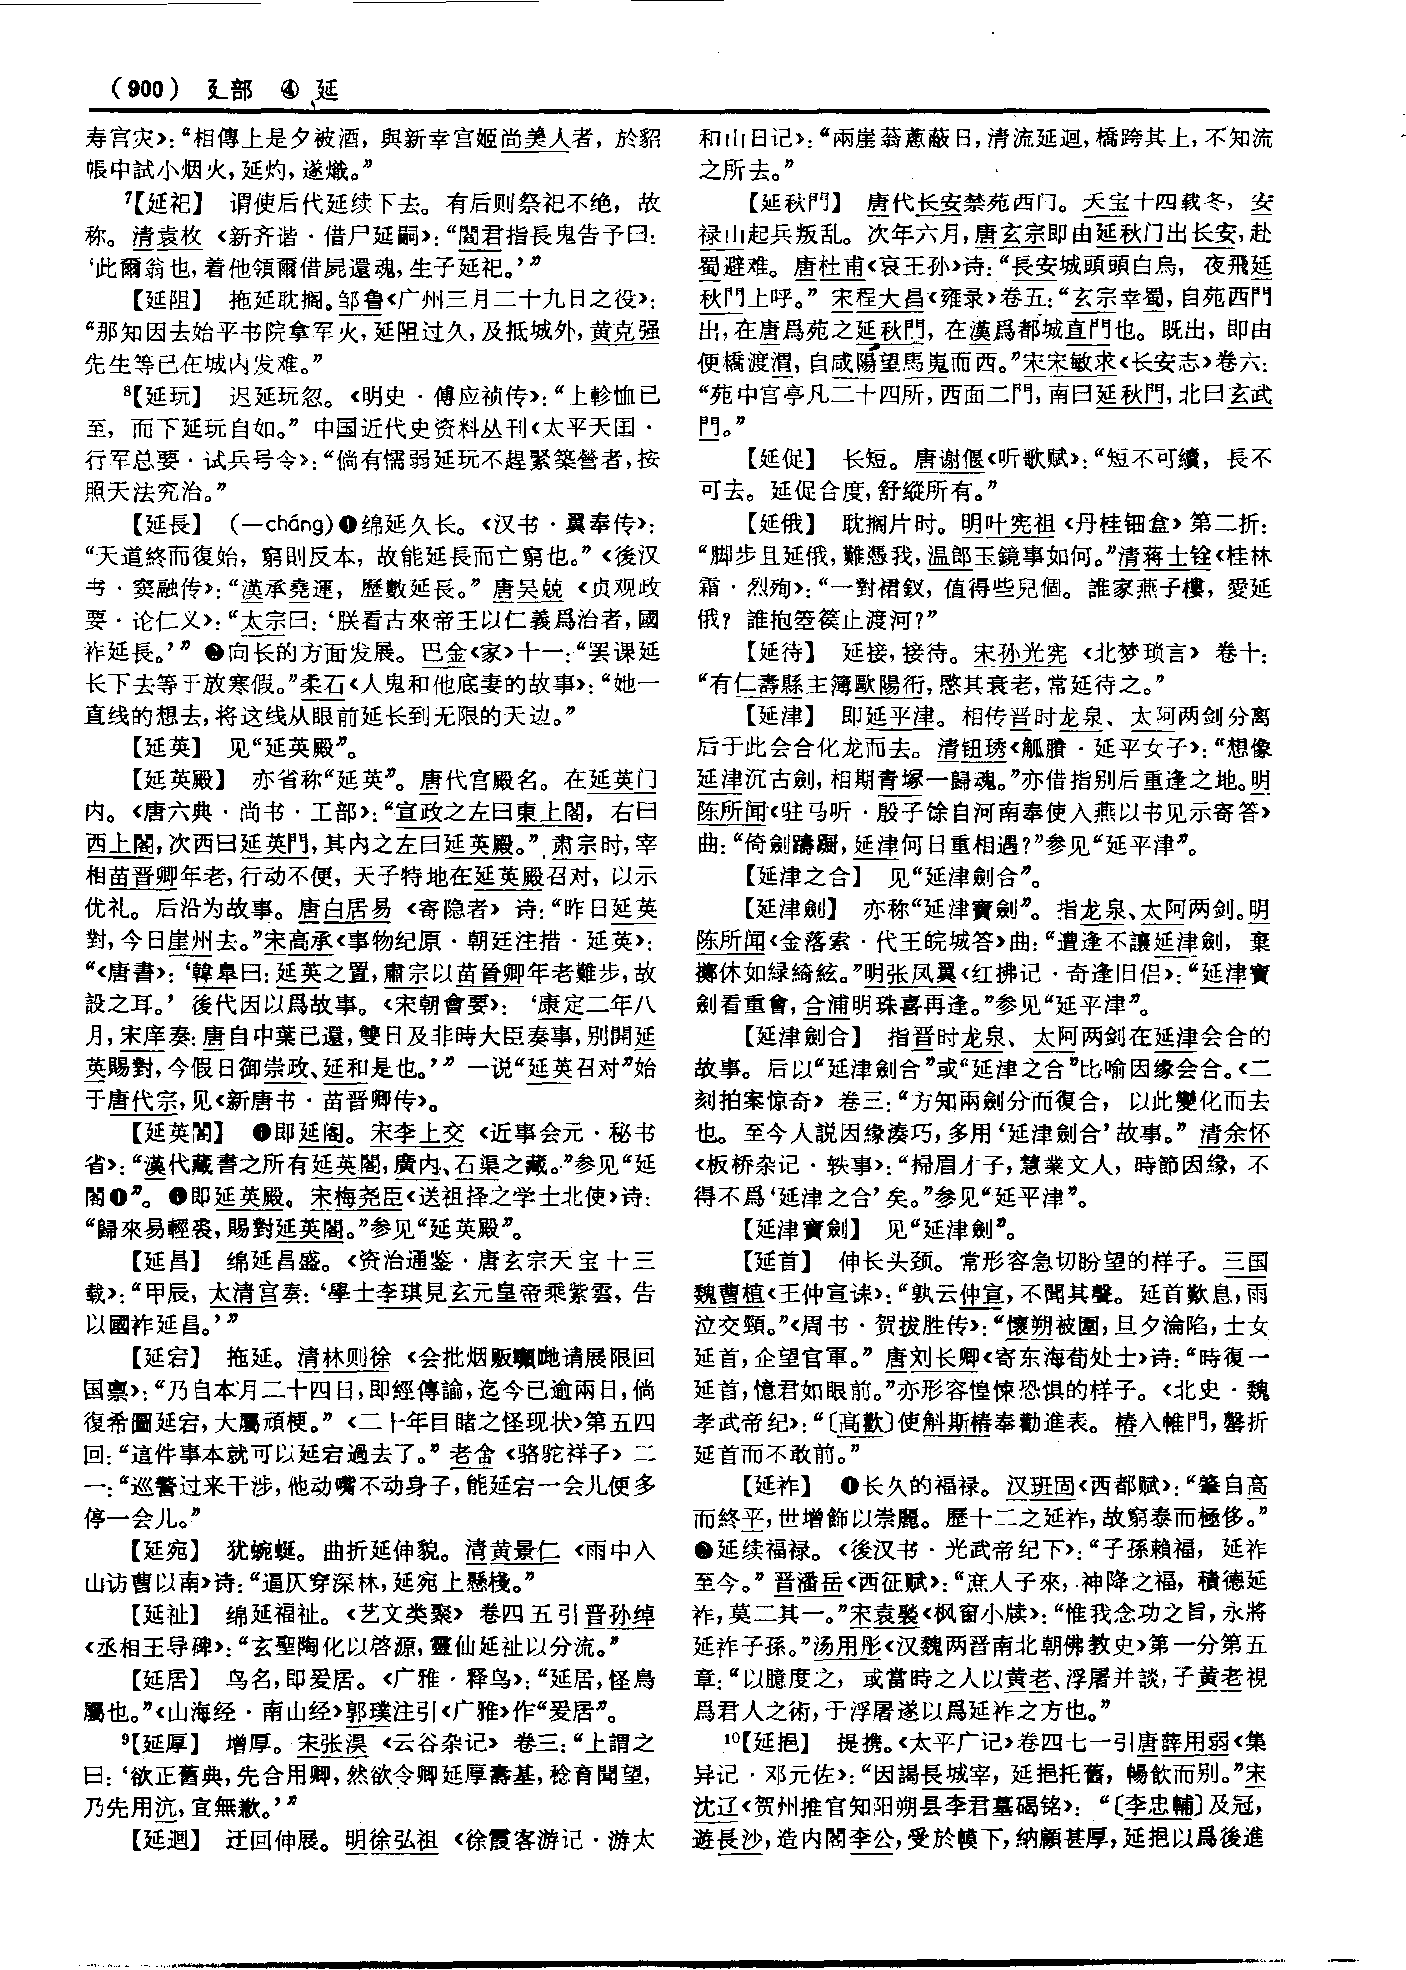 （900） 廴部 ④ 延
寿宫灾》：“相傳上是夕被酒，與新幸宫姬尚美人者，於貂
帳中試小烟火，延灼，遂熾。”
7【延祀】 谓使后代延续下去。有后则祭祀不绝，故
称。清袁枚《新齐谐·借尸延嗣》：“閻君指長鬼告予曰：
‘此爾翁也，着他領爾借屍還魂，生子延祀。’”
【延阻】 拖延耽搁。邹鲁《广州三月二十九日之役》：
“那知因去始平书院拿军火，延阻过久，及抵城外，黄克强
先生等已在城内发难。”
8【延玩】 迟延玩忽。《明史·傅应祯传》：“上軫恤已
至，而下延玩自如。”中国近代史资料丛刊《太平天囯·
行军总要·试兵号令》：“倘有懦弱延玩不趕緊築營者，按
照天法究治。”
【延長】 （—cháng）❶绵延久长。《汉书·翼奉传》：
“天道終而復始，窮則反本，故能延長而亡窮也。”《後汉
书·窦融传》：“漢承堯運，歷數延長。”唐吴兢《贞观政
要·论仁义》：“太宗曰：‘朕看古來帝王以仁義爲治者，國
祚延長。’”❷向长的方面发展。巴金《家》十一：“罢课延
长下去等于放寒假。”柔石《人鬼和他底妻的故事》：“她一
直线的想去，将这线从眼前延长到无限的天边。”
【延英】 见“延英殿”。
【延英殿】 亦省称“延英”。唐代宫殿名。在延英门
内。《唐六典·尚书·工部》：“宣政之左曰東上閣，右曰
西上閣，次西曰延英門，其内之左曰延英殿。”肃宗时，宰
相苗晋卿年老，行动不便，天子特地在延英殿召对，以示
优礼。后沿为故事。唐白居易《寄隐者》诗：“昨日延英
對，今日崖州去。”宋高承《事物纪原·朝廷注措·延英》：
“《唐書》：‘韓皋曰：延英之置，肅宗以苗晉卿年老難步，故
設之耳。’後代因以爲故事。《宋朝會要》：‘康定二年八
月，宋庠奏：唐自中葉已還，雙日及非時大臣奏事，别開延
英賜對，今假日御崇政、延和是也。’”一说“延英召对”始
于唐代宗，见《新唐书·苗晋卿传》。
【延英閣】 ❶即延阁。宋李上交《近事会元·秘书
省》：“漢代藏書之所有延英閣，廣内、石渠之藏。”参见“延
閣❶”。❷即延英殿。宋梅尧臣《送祖择之学士北使》诗：
“歸來易輕裘，賜對延英閣。”参见“延英殿”。
【延昌】 绵延昌盛。《资治通鉴·唐玄宗天宝十三
载》：“甲辰，太清宫奏：‘學士李琪見玄元皇帝乘紫雲，告
以國祚延昌。’”
【延宕】 拖延。清林则徐《会批烟贩囑哋请展限回
国禀》：“乃自本月二十四日，即經傳諭，迄今已逾兩日，倘
復希圖延宕，大屬頑梗。”《二十年目睹之怪现状》第五四
回：“這件事本就可以延宕過去了。”老舍《骆驼祥子》二
一：“巡警过来干涉，他动嘴不动身子，能延宕一会儿便多
停一会儿。”
【延宛】 犹蜿蜒。曲折延伸貌。清黄景仁《雨中入
山访曹以南》诗：“逼仄穿深林，延宛上懸棧。”
【延祉】 绵延福祉。《艺文类聚》卷四五引晋孙绰
《丞相王导碑》：“玄聖陶化以啓源，靈仙延祉以分流。”
【延居】 鸟名，即爰居。《广雅·释鸟》：“延居，怪鳥
屬也。”《山海经·南山经》郭璞注引《广雅》作“爰居”。
9【延厚】 增厚。宋张淏《云谷杂记》卷三：“上謂之
曰：‘欲正舊典，先合用卿，然欲令卿延厚壽基，稔育聞望，
乃先用沆，宜無歉。’”
【延迴】 迂回伸展。明徐弘祖《徐霞客游记·游太
和山日记》：“兩崖蓊蔥蔽日，清流延迴，橋跨其上，不知流
之所去。”
【延秋門】 唐代长安禁苑西门。天宝十四载冬，安
禄山起兵叛乱。次年六月，唐玄宗即由延秋门出长安，赴
蜀避难。唐杜甫《哀王孙》诗：“長安城頭頭白烏，夜飛延
秋門上呼。”宋程大昌《雍录》卷五：“玄宗幸蜀，自苑西門
出，在唐爲苑之延秋門，在漢爲都城直門也。既出，即由
便橋渡渭，自咸陽望馬嵬而西。”宋宋敏求《长安志》卷六：
“苑中宫亭凡二十四所，西面二門，南曰延秋門，北曰玄武
門。”
【延促】 长短。唐谢偃《听歌赋》：“短不可續，長不
可去。延促合度，舒縱所有。”
【延俄】 耽搁片时。明叶宪祖《丹桂钿盒》第二折：
“脚步且延俄，難憑我，温郎玉鏡事如何。”清蒋士铨《桂林
霜·烈殉》：“一對裙釵，值得些兒個。誰家燕子樓，愛延
俄？誰抱箜篌止渡河？”
【延待】 延接，接待。宋孙光宪《北梦琐言》卷十：
“有仁壽縣主簿歐陽衎，愍其衰老，常延待之。”
【延津】 即延平津。相传晋时龙泉、太阿两剑分离
后于此会合化龙而去。清钮琇《觚賸·延平女子》：“想像
延津沉古劍，相期青塚一歸魂。”亦借指别后重逢之地。明
陈所闻《驻马听·殷子馀自河南奉使入燕以书见示寄答》
曲：“倚劍躊蹰，延津何日重相遇？”参见“延平津”。
【延津之合】 见“延津劍合”。
【延津劍】 亦称“延津寶劍”。指龙泉、太阿两剑。明
陈所闻《金落索·代王皖城答》曲：“遭逢不讓延津劍，棄
擲休如緑綺絃。”明张凤翼《红拂记·奇逢旧侣》：“延津寶
劍看重會，合浦明珠喜再逢。”参见“延平津”。
【延津劍合】 指晋时龙泉、太阿两剑在延津会合的
故事。后以“延津劍合”或“延津之合”比喻因缘会合。《二
刻拍案惊奇》卷三：“方知兩劍分而復合，以此變化而去
也。至今人説因緣湊巧，多用‘延津劍合’故事。”清余怀
《板桥杂记·轶事》：“掃眉才子，慧業文人，時節因緣，不
得不爲‘延津之合’矣。”参见“延平津”。
【延津寶劍】 见“延津劍”。
【延首】 伸长头颈。常形容急切盼望的样子。三国
魏曹植《王仲宣诔》：“孰云仲宣，不聞其聲。延首歎息，雨
泣交頸。”《周书·贺拔胜传》：“懷朔被圍，旦夕淪陷，士女
延首，企望官軍。”唐刘长卿《寄东海荀处士》诗：“時復一
延首，憶君如眼前。”亦形容惶悚恐惧的样子。《北史·魏
孝武帝纪》：“〔高歡〕使斛斯椿奉勸進表。椿入帷門，罄折
延首而不敢前。”
【延祚】 ❶长久的福禄。汉班固《西都赋》：“肇自高
而終平，世增飾以崇麗。歷十二之延祚，故窮泰而極侈。”
❷延续福禄。《後汉书·光武帝纪下》：“子孫賴福，延祚
至今。”晋潘岳《西征赋》：“庶人子來，神降之福，積德延
祚，莫二其一。”宋袁褧《枫窗小牍》：“惟我念功之旨，永將
延祚子孫。”汤用彤《汉魏两晋南北朝佛教史》第一分第五
章：“以臆度之，或當時之人以黄老、浮屠并談，子黄老視
爲君人之術，于浮屠遂以爲延祚之方也。”
10【延挹】 提携。《太平广记》卷四七一引唐薛用弱《集
异记·邓元佐》：“因謁長城宰，延挹托舊，暢飲而别。”宋
沈辽《贺州推官知阳朔县李君墓碣铭》：“〔李忠輔〕及冠，
遊長沙，造内閣李公，受於幙下，納顧甚厚，延挹以爲後進